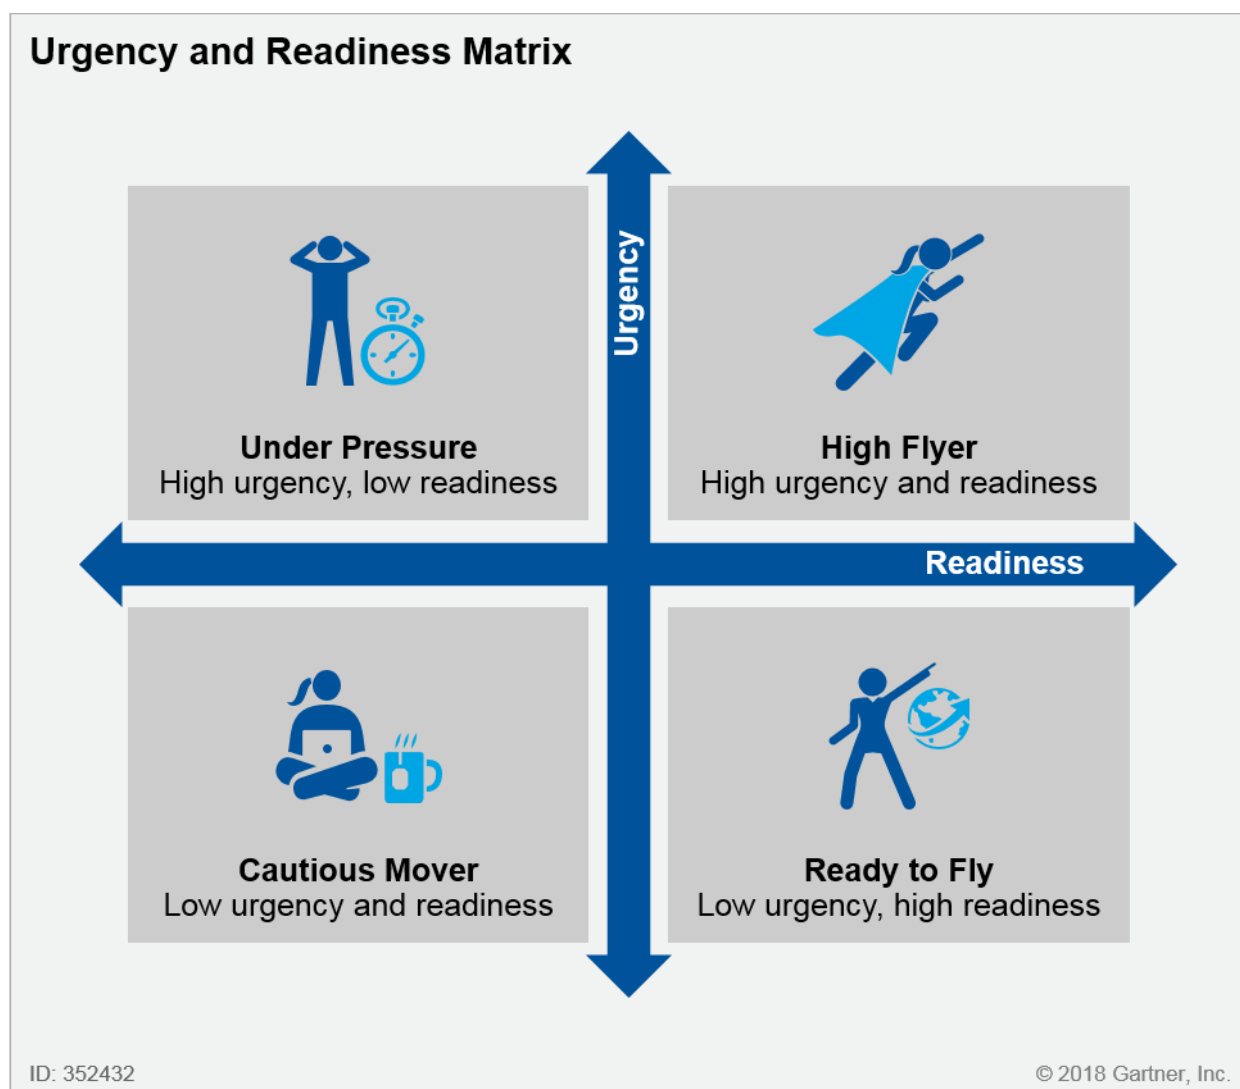 Urgency and Readiness Matrix
Urgency
Under Pressure
High urgency, low readiness
High Flyer
High urgency and readiness
Readiness
Cautious Mover
Low urgency and readiness
Ready to Fly
Low urgency, high readiness
ID: 352432
© 2018 Gartner, Inc.